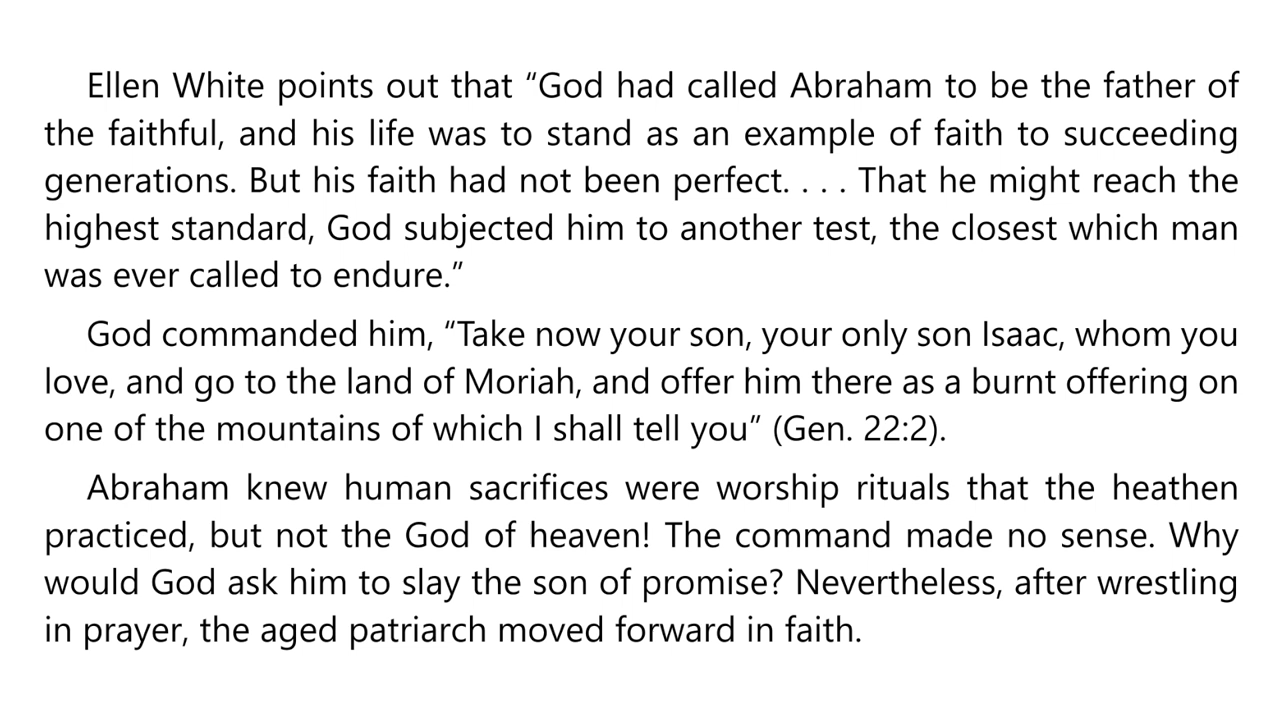 Ellen White points out that “God had called Abraham to be the father of
the faithful, and his life was to stand as an example of faith to succeeding
generations. But his faith had not been perfect. . . . That he might reach the
highest standard, God subjected him to another test, the closest which man
was ever called to endure.”
God commanded him, “Take now your son, your only son Isaac, whom you
love, and go to the land of Moriah, and offer him there as a burnt offering on
one of the mountains of which I shall tell you” (Gen. 22:2).
Abraham knew human sacrifices were worship rituals that the heathen
practiced, but not the God of heaven! The command made no sense. Why
would God ask him to slay the son of promise? Nevertheless, after wrestling
in prayer, the aged patriarch moved forward in faith.